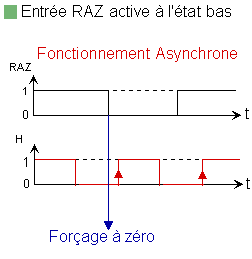 Entrée RAZ active à l'état bas
Fonctionnement Asynchrone
RAZ
1
0
t
H
1
0
t
Forçage à zéro